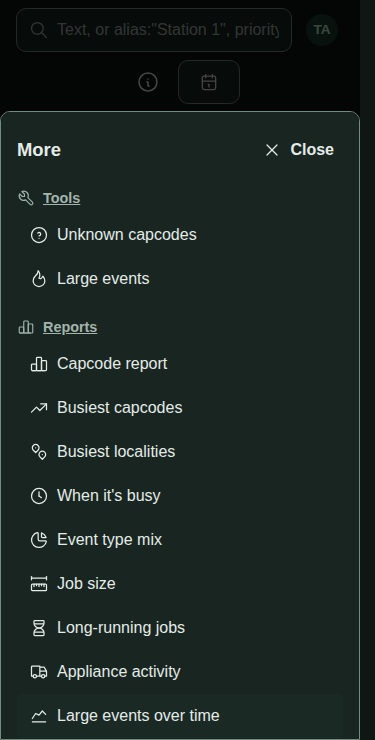 Text, or alias:"Station 1", priority
TA
More
Close
Tools
Unknown capcodes
Large events
Reports
Capcode report
Busiest capcodes
Busiest localities
When it's busy
Event type mix
Job size
Long-running jobs
Appliance activity
Large events over time